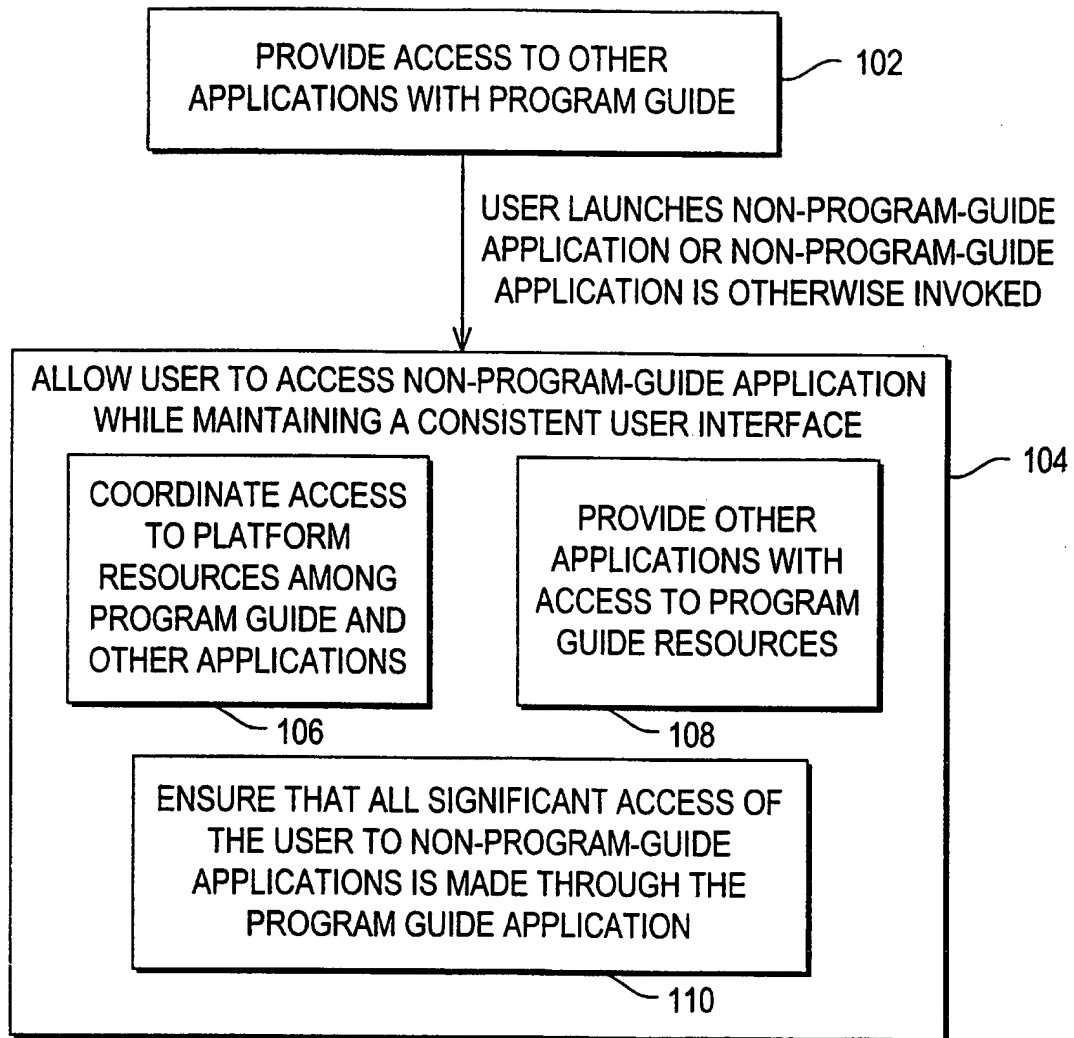 PROVIDE ACCESS TO OTHER
APPLICATIONS WITH PROGRAM GUIDE
102
USER LAUNCHES NON-PROGRAM-GUIDE
APPLICATION OR NON-PROGRAM-GUIDE
APPLICATION IS OTHERWISE INVOKED
ALLOW USER TO ACCESS NON-PROGRAM-GUIDE APPLICATION
WHILE MAINTAINING A CONSISTENT USER INTERFACE
104
COORDINATE ACCESS
TO PLATFORM
RESOURCES AMONG
PROGRAM GUIDE AND
OTHER APPLICATIONS
106
PROVIDE OTHER
APPLICATIONS WITH
ACCESS TO PROGRAM
GUIDE RESOURCES
108
ENSURE THAT ALL SIGNIFICANT ACCESS OF
THE USER TO NON-PROGRAM-GUIDE
APPLICATIONS IS MADE THROUGH THE
PROGRAM GUIDE APPLICATION
110